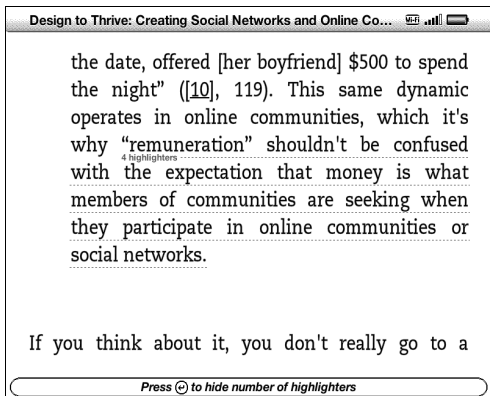 Design to Thrive: Creating Social Networks and Online Co... Wi-Fi
the date, offered [her boyfriend] $500 to spend
the night” ([10], 119). This same dynamic
operates in online communities, which it's
why “remuneration” shouldn't be confused
4 highlighters
with the expectation that money is what
members of communities are seeking when
they participate in online communities or
social networks.
If you think about it, you don't really go to a
Press ↵ to hide number of highlighters